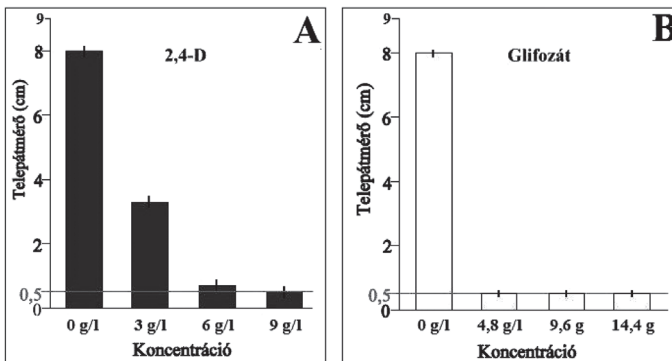 A
2,4-D
Telepátmérő (cm)
9
8
6
4
2
0,5
0
0 g/l 3 g/l 6 g/l 9 g/l
Koncentráció
B
Glifozát
Telepátmérő (cm)
9
8
6
4
2
0,5
0
0 g/l 4,8 g/l 9,6 g 14,4 g
Koncentráció